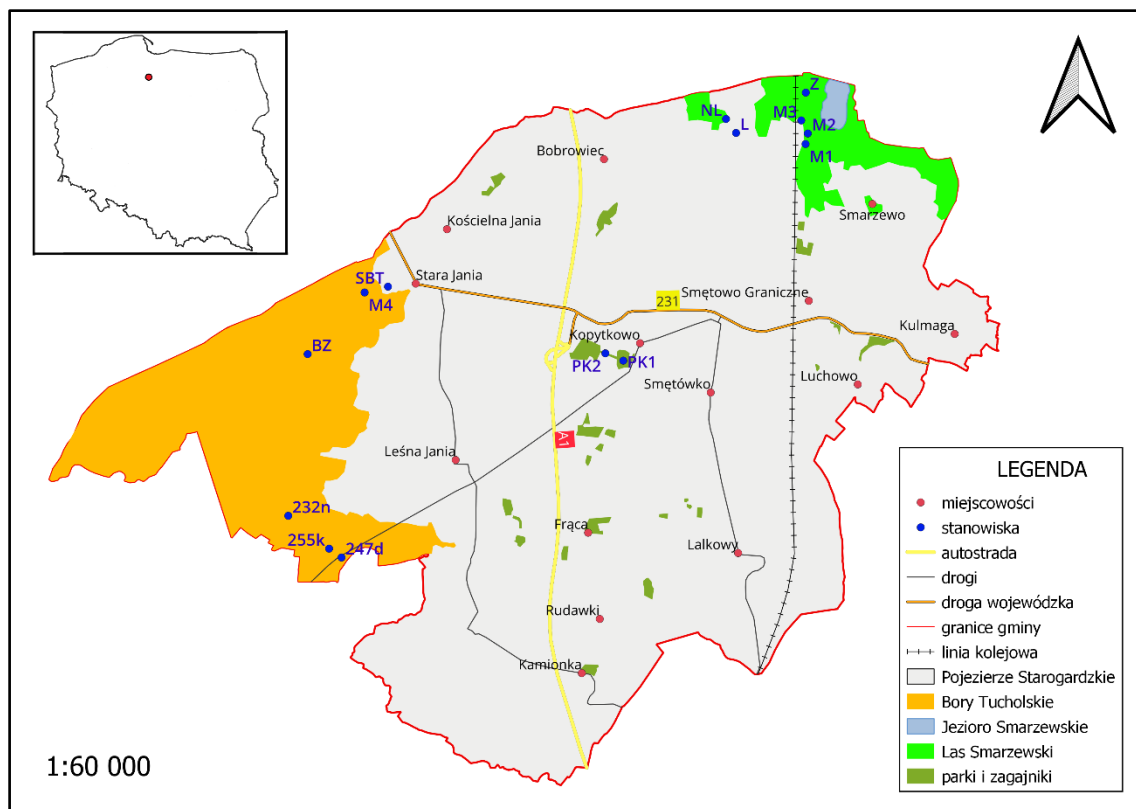 Z
NL
M3
L
M2
M1
Bobrowiec
Smarzewo
Kościelna Jania
SBT
Stara Jania
M4
231
Smętowo Graniczne
Kulmaga
BZ
Kopytkowo
PK2
PK1
Smętówko
Luchowo
A1
Leśna Jania
232n
255k
247d
Frąca
Lalkowy
Rudawki
Kamionka
LEGENDA
miejscowości
stanowiska
autostrada
drogi
droga wojewódzka
granice gminy
linia kolejowa
Pojezierze Starogardzkie
Bory Tucholskie
Jezioro Smarzewskie
Las Smarzewski
parki i zagajniki
1:60 000